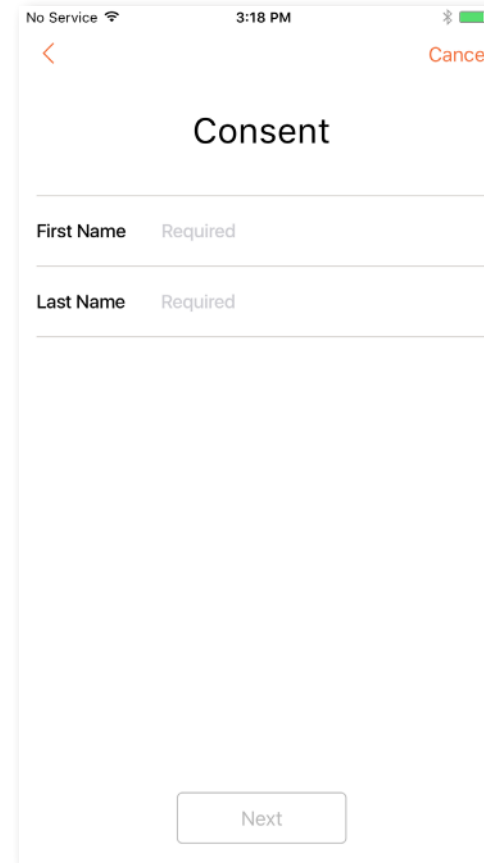 No Service 3:18 PM
Cance
Consent
First Name Required
Last Name Required
Next